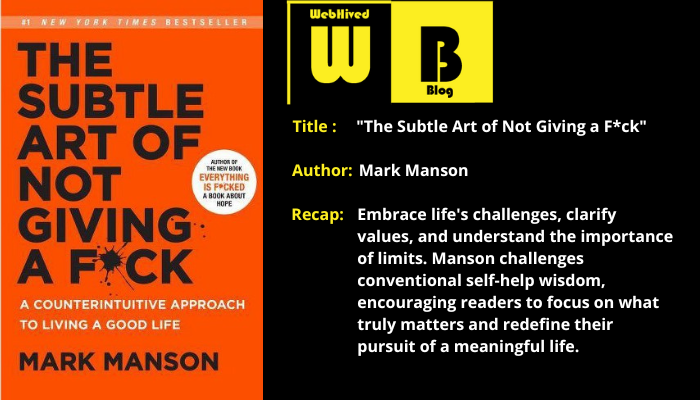 #1 NEW YORK TIMES BESTSELLER
THE
SUBTLE
ART OF
NOT
GIVING
A F*CK
AUTHOR OF
THE NEW BOOK
EVERYTHING
IS F*CKED
A BOOK ABOUT
HOPE
A COUNTERINTUITIVE APPROACH
TO LIVING A GOOD LIFE
MARK MANSON
WebHived
W
B
Blog
Title : "The Subtle Art of Not Giving a F*ck"
Author: Mark Manson
Recap: Embrace life's challenges, clarify
values, and understand the importance
of limits. Manson challenges
conventional self-help wisdom,
encouraging readers to focus on what
truly matters and redefine their
pursuit of a meaningful life.